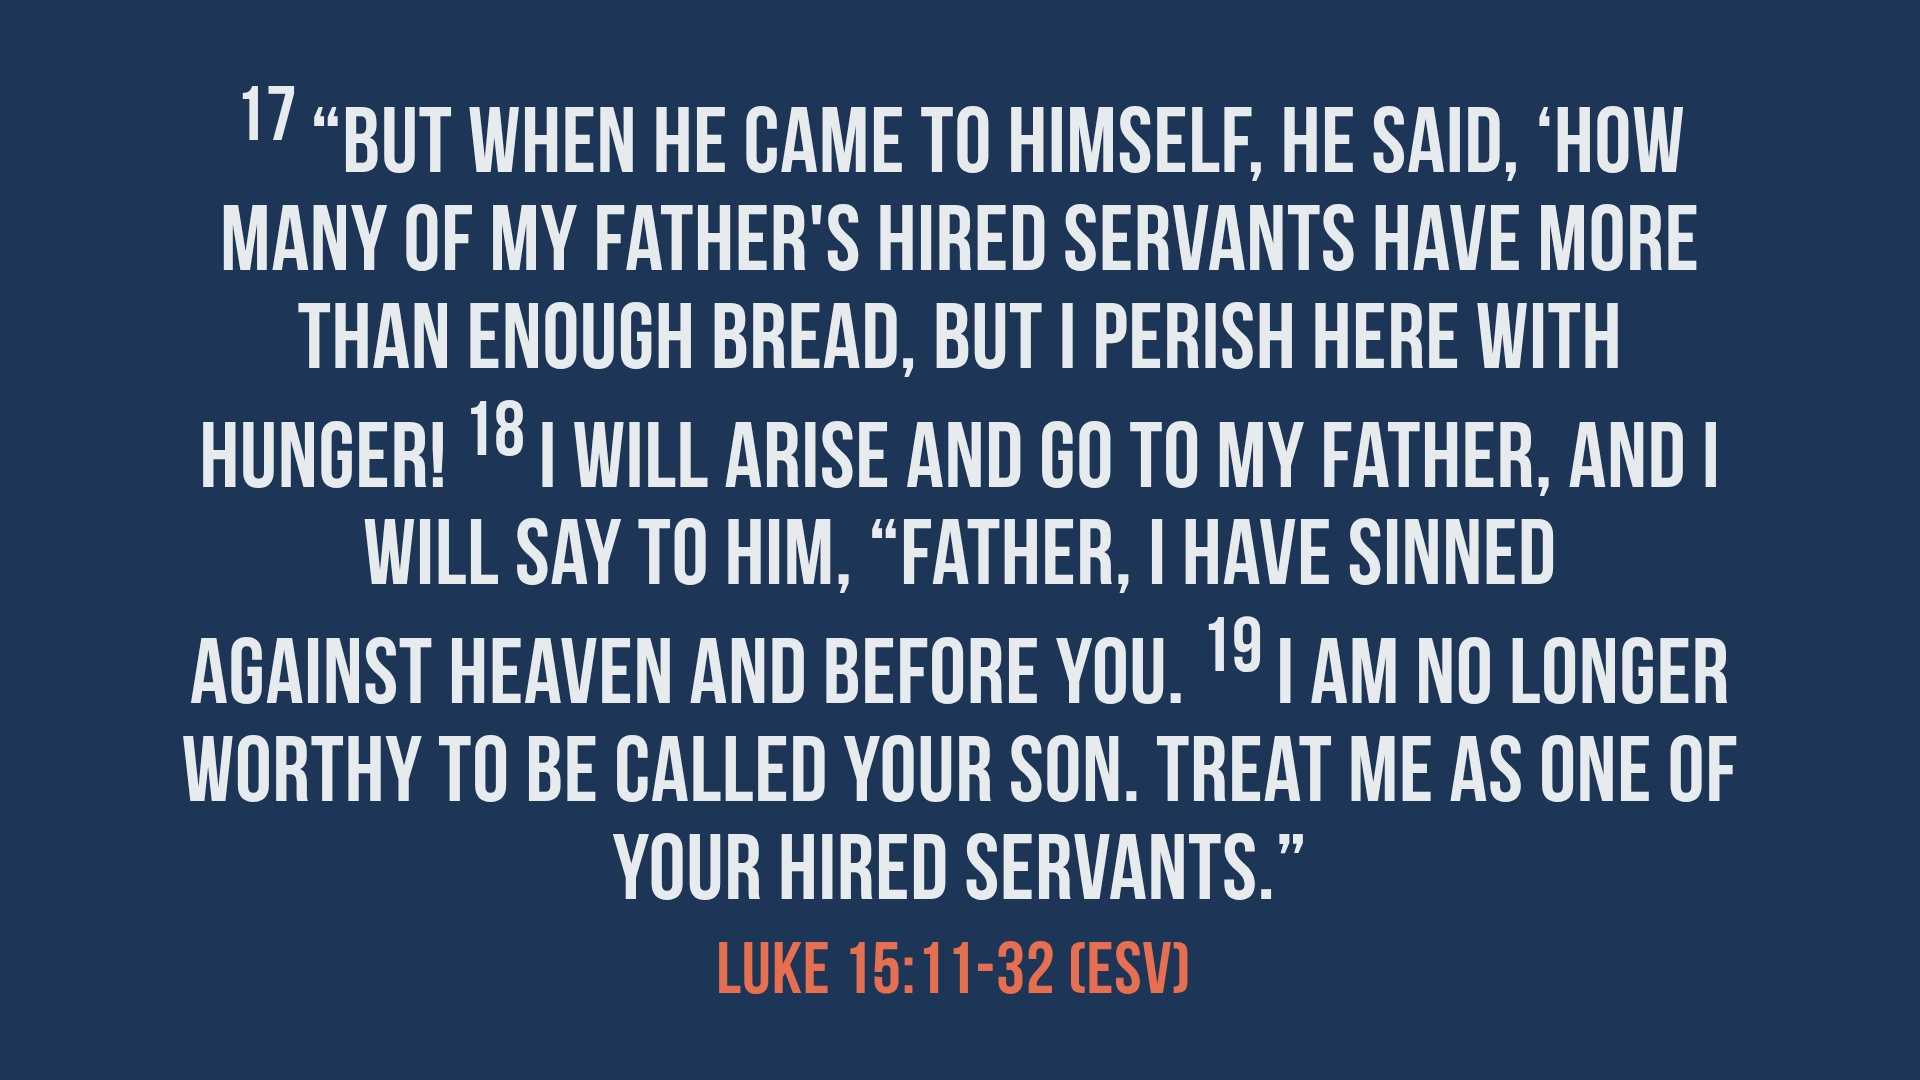 17 “BUT WHEN HE CAME TO HIMSELF, HE SAID, ‘HOW
MANY OF MY FATHER'S HIRED SERVANTS HAVE MORE
THAN ENOUGH BREAD, BUT I PERISH HERE WITH
HUNGER! 18 I WILL ARISE AND GO TO MY FATHER, AND I
WILL SAY TO HIM, “FATHER, I HAVE SINNED
AGAINST HEAVEN AND BEFORE YOU. 19 I AM NO LONGER
WORTHY TO BE CALLED YOUR SON. TREAT ME AS ONE OF
YOUR HIRED SERVANTS.”
LUKE 15:11-32 (ESV)